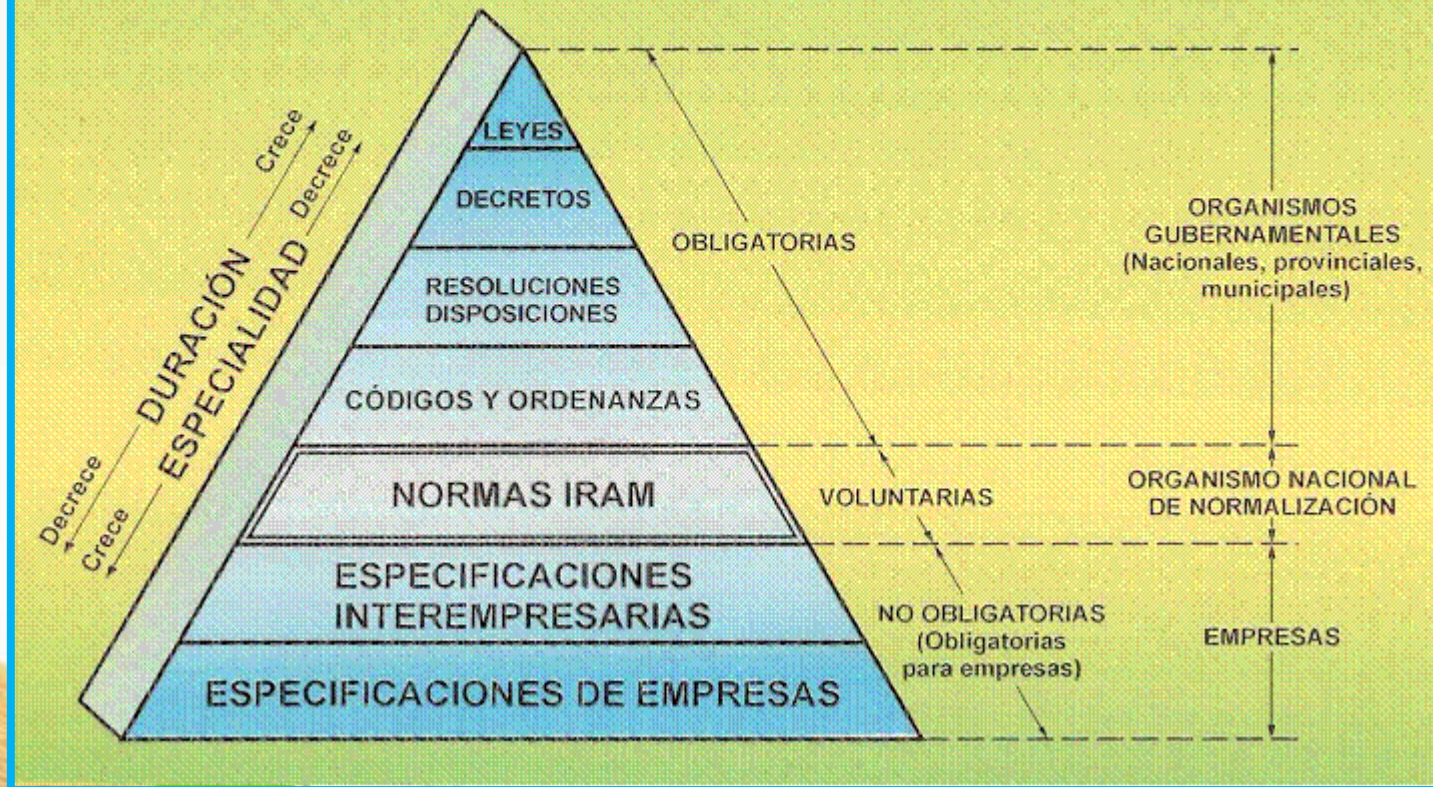 Crece
Decrece
DURACIÓN
ESPECIALIDAD
Decrece
Crece
LEYES
DECRETOS
RESOLUCIONES
DISPOSICIONES
CÓDIGOS Y ORDENANZAS
NORMAS IRAM
ESPECIFICACIONES
INTEREMPRESARIAS
ESPECIFICACIONES DE EMPRESAS
OBLIGATORIAS
VOLUNTARIAS
NO OBLIGATORIAS
(Obligatorias
para empresas)
ORGANISMOS
GUBERNAMENTALES
(Nacionales, provinciales,
municipales)
ORGANISMO NACIONAL
DE NORMALIZACIÓN
EMPRESAS